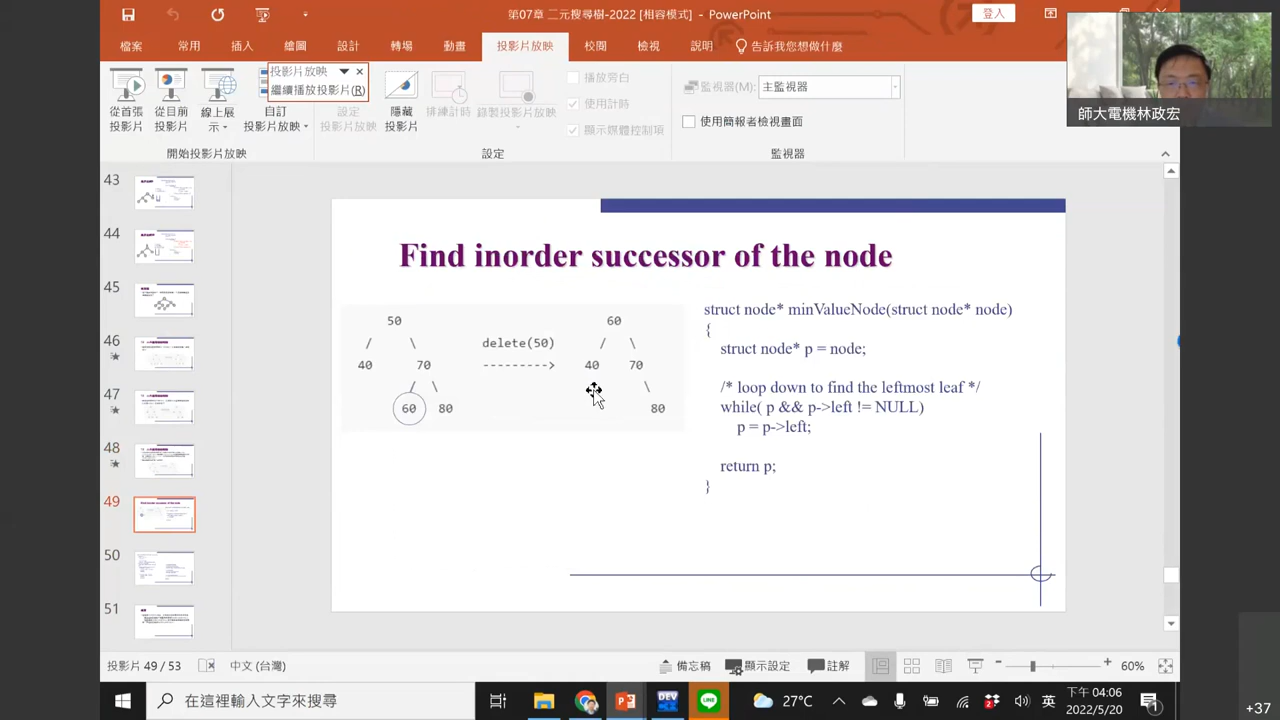 第07章 二元搜尋樹-2022 [相容模式] - PowerPoint
登入
檔案 常用 插入 繪圖 設計 轉場 動畫 投影片放映 校閱 檢視 說明 告訴我您想做什麼
投影片放映
繼續播放投影片(R)
從首張投影片
從目前投影片
線上展示
自訂投影片放映
設定投影片放映
隱藏投影片
排練計時
錄製投影片放映
播放旁白
使用計時
顯示媒體控制項
監視器(M): 主監視器
使用簡報者檢視畫面
開始投影片放映 設定 監視器
師大電機林政宏
43
44
45
46
47
48
49
50
51
Find inorder successor of the node
50
/ \
40 70
/ \
60 80
delete(50)
--------->
60
/ \
40 70
\
80
struct node* minValueNode(struct node* node)
{
struct node* p = node;
/* loop down to find the leftmost leaf */
while( p && p->left != NULL)
p = p->left;
return p;
}
投影片 49 / 53 中文 (台灣) 備忘稿 顯示設定 註解 60%
在這裡輸入文字來搜尋
DEV
LINE
27°C
英
下午 04:06
2022/5/20
1
+37